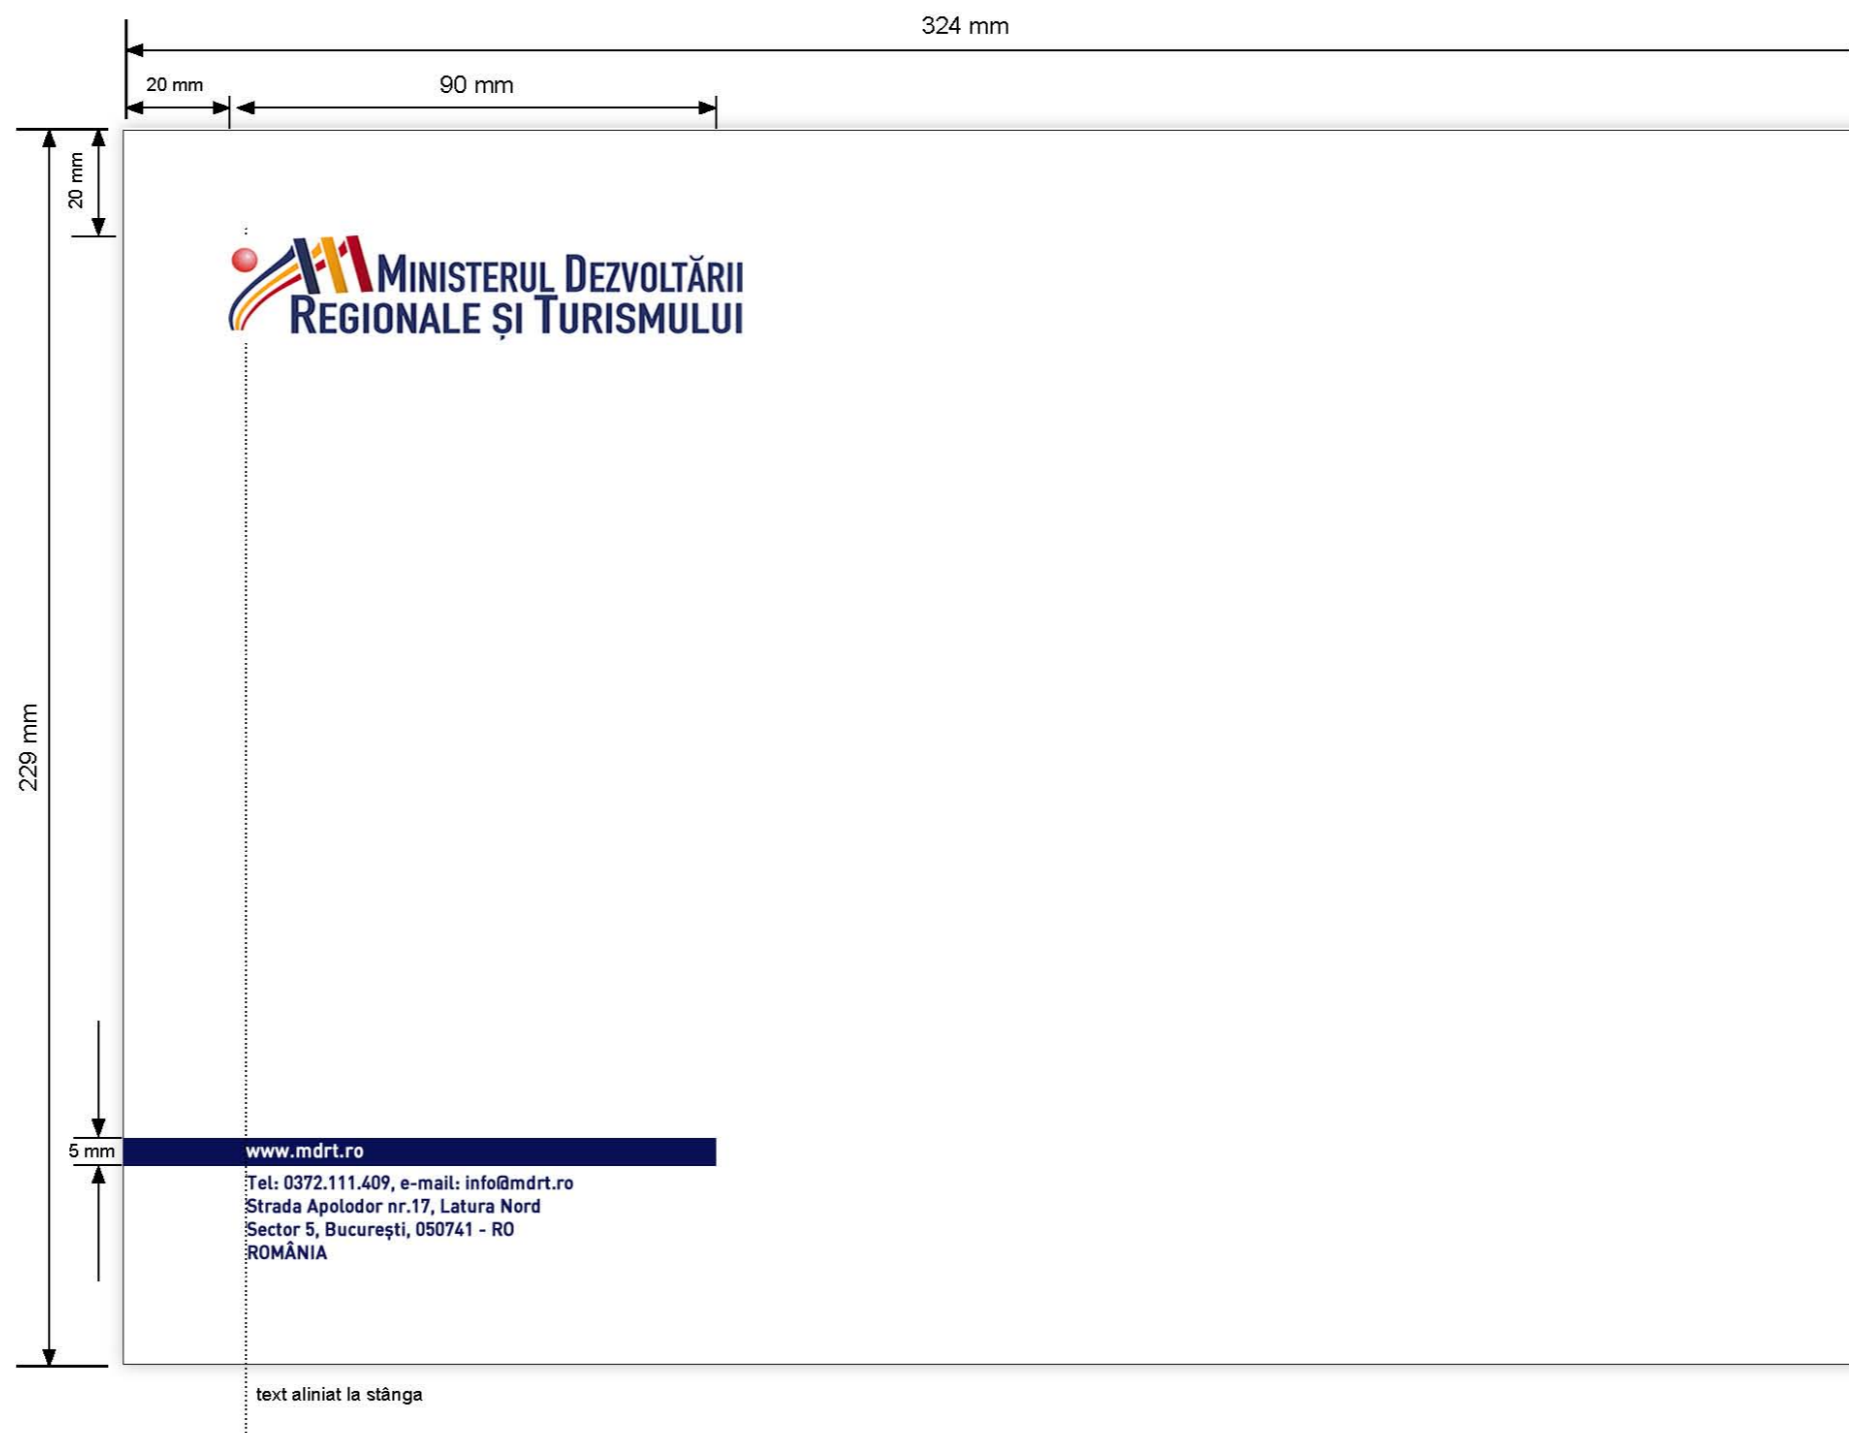 324 mm
20 mm
90 mm
20 mm
MINISTERUL DEZVOLTĂRII
REGIONALE ȘI TURISMULUI
229 mm
5 mm
www.mdrt.ro
Tel: 0372.111.409, e-mail: info@mdrt.ro
Strada Apolodor nr.17, Latura Nord
Sector 5, București, 050741 - RO
ROMÂNIA
text aliniat la stânga